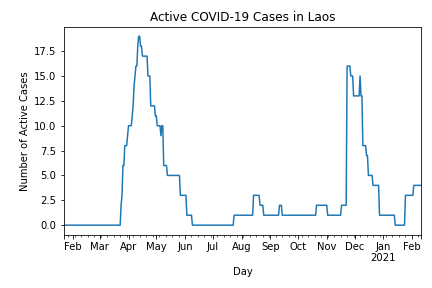 Active COVID-19 Cases in Laos
Number of Active Cases
17.5
15.0
12.5
10.0
7.5
5.0
2.5
0.0
Feb Mar Apr May Jun Jul Aug Sep Oct Nov Dec Jan Feb
2021
Day